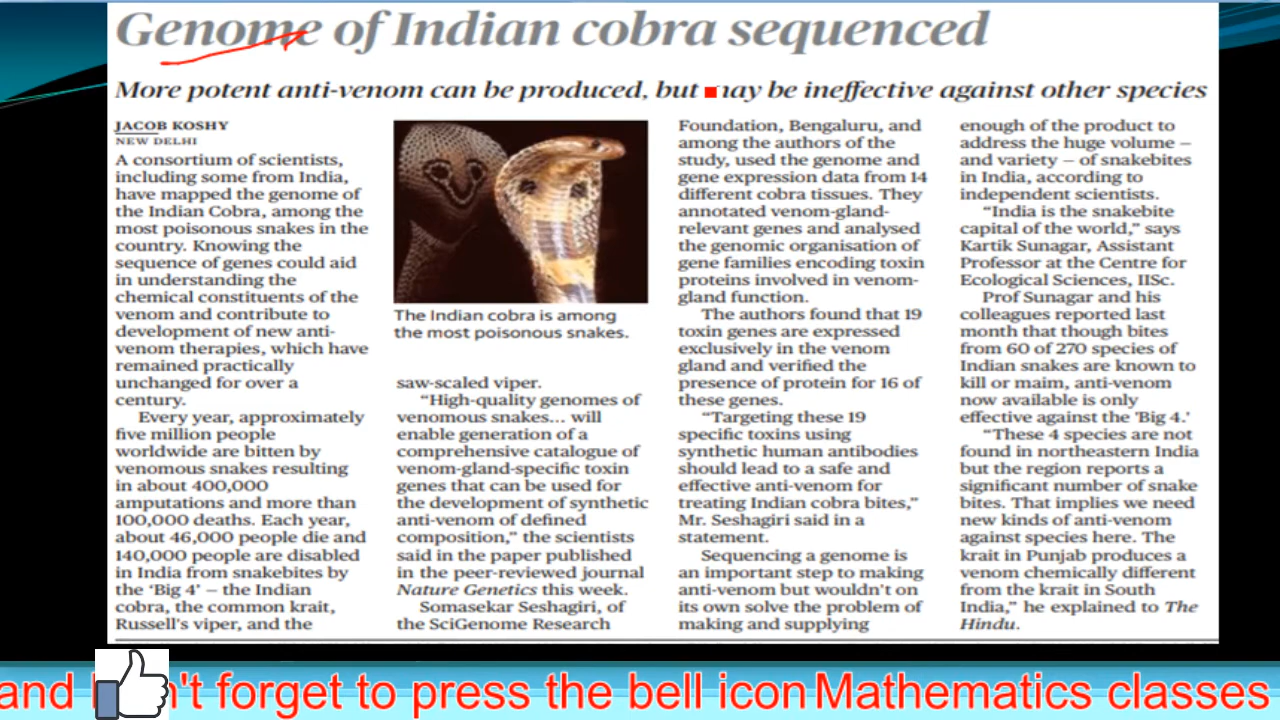 Genome of Indian cobra sequenced
More potent anti-venom can be produced, but may be ineffective against other species
JACOB KOSHY
NEW DELHI
A consortium of scientists,
including some from India,
have mapped the genome of
the Indian Cobra, among the
most poisonous snakes in the
country. Knowing the
sequence of genes could aid
in understanding the
chemical constituents of the
venom and contribute to
development of new anti-
venom therapies, which have
remained practically
unchanged for over a
century.
Every year, approximately
five million people
worldwide are bitten by
venomous snakes resulting
in about 400,000
amputations and more than
100,000 deaths. Each year,
about 46,000 people die and
140,000 people are disabled
in India from snakebites by
the ‘Big 4’ – the Indian
cobra, the common krait,
Russell's viper, and the
The Indian cobra is among
the most poisonous snakes.
saw-scaled viper.
“High-quality genomes of
venomous snakes... will
enable generation of a
comprehensive catalogue of
venom-gland-specific toxin
genes that can be used for
the development of synthetic
anti-venom of defined
composition,” the scientists
said in the paper published
in the peer-reviewed journal
Nature Genetics this week.
Somasekar Seshagiri, of
the SciGenome Research
Foundation, Bengaluru, and
among the authors of the
study, used the genome and
gene expression data from 14
different cobra tissues. They
annotated venom-gland-
relevant genes and analysed
the genomic organisation of
gene families encoding toxin
proteins involved in venom-
gland function.
The authors found that 19
toxin genes are expressed
exclusively in the venom
gland and verified the
presence of protein for 16 of
these genes.
“Targeting these 19
specific toxins using
synthetic human antibodies
should lead to a safe and
effective anti-venom for
treating Indian cobra bites,”
Mr. Seshagiri said in a
statement.
Sequencing a genome is
an important step to making
anti-venom but wouldn't on
its own solve the problem of
making and supplying
enough of the product to
address the huge volume –
and variety – of snakebites
in India, according to
independent scientists.
“India is the snakebite
capital of the world,” says
Kartik Sunagar, Assistant
Professor at the Centre for
Ecological Sciences, IISc.
Prof Sunagar and his
colleagues reported last
month that though bites
from 60 of 270 species of
Indian snakes are known to
kill or maim, anti-venom
now available is only
effective against the 'Big 4.'
“These 4 species are not
found in northeastern India
but the region reports a
significant number of snake
bites. That implies we need
new kinds of anti-venom
against species here. The
krait in Punjab produces a
venom chemically different
from the krait in South
India,” he explained to The
Hindu.
and forget to press the bell icon Mathematics classes